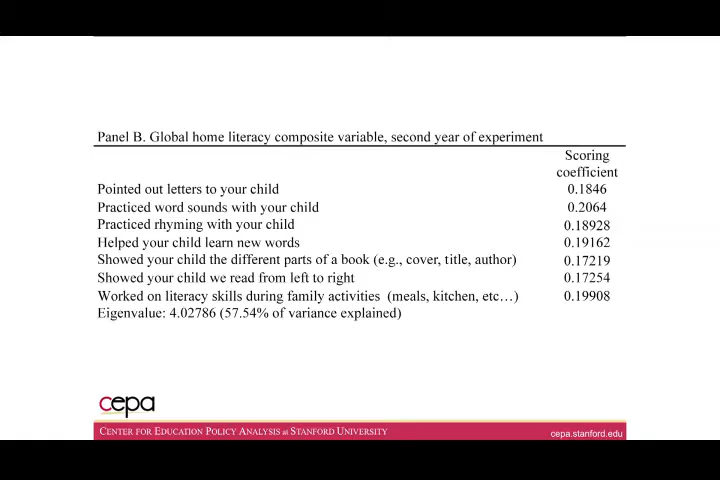 Panel B. Global home literacy composite variable, second year of experiment
Scoring coefficient
Pointed out letters to your child 0.1846
Practiced word sounds with your child 0.2064
Practiced rhyming with your child 0.18928
Helped your child learn new words 0.19162
Showed your child the different parts of a book (e.g., cover, title, author) 0.17219
Showed your child we read from left to right 0.17254
Worked on literacy skills during family activities (meals, kitchen, etc…) 0.19908
Eigenvalue: 4.02786 (57.54% of variance explained)
cepa
CENTER FOR EDUCATION POLICY ANALYSIS at STANFORD UNIVERSITY
cepa.stanford.edu